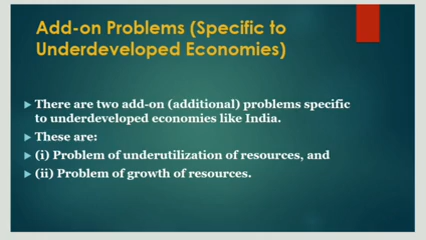 Add-on Problems (Specific to
Underdeveloped Economies)
There are two add-on (additional) problems specific
to underdeveloped economies like India.
These are:
(i) Problem of underutilization of resources, and
(ii) Problem of growth of resources.